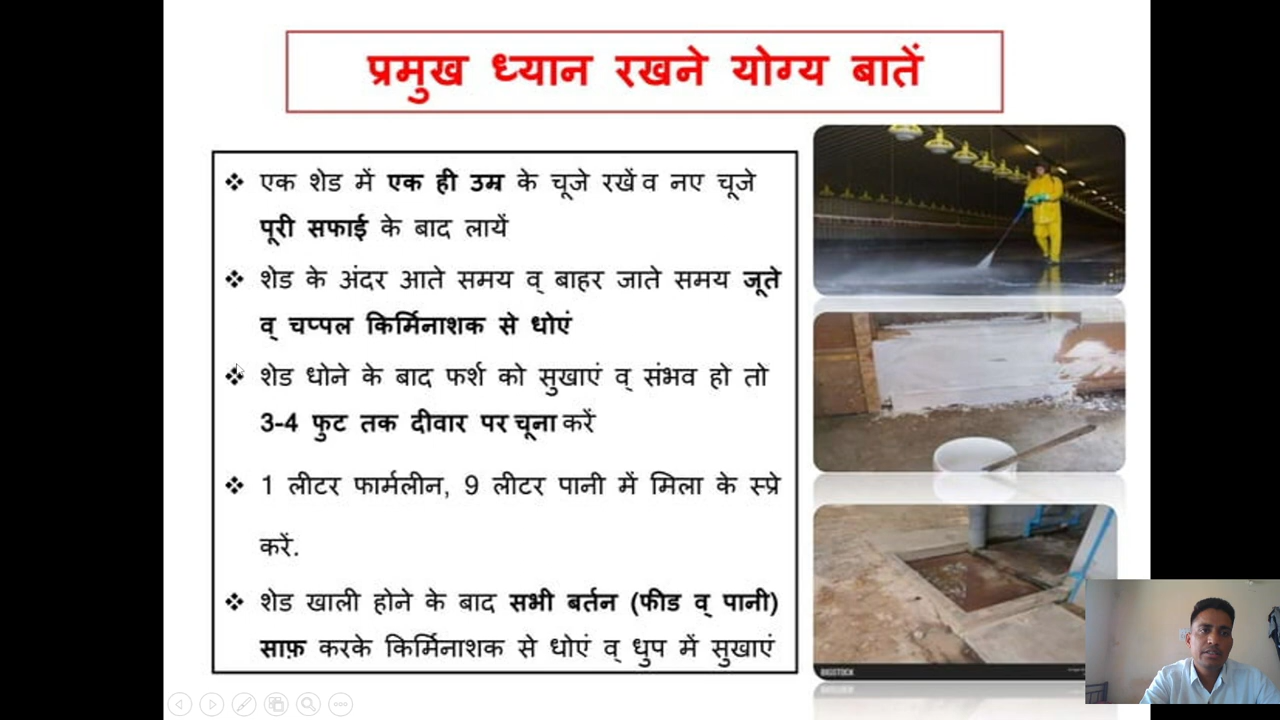 प्रमुख ध्यान रखने योग्य बातें
❖ एक शेड में एक ही उम्र के चूजे रखें व नए चूजे
पूरी सफाई के बाद लायें
❖ शेड के अंदर आते समय व् बाहर जाते समय जूते
व् चप्पल किर्मिनाशक से धोएं
❖ शेड धोने के बाद फर्श को सुखाएं व् संभव हो तो
3-4 फुट तक दीवार पर चूना करें
❖ 1 लीटर फार्मलीन, 9 लीटर पानी में मिला के स्प्रे
करें.
❖ शेड खाली होने के बाद सभी बर्तन (फीड व् पानी)
साफ़ करके किर्मिनाशक से धोएं व् धुप में सुखाएं
BIGSTOCK